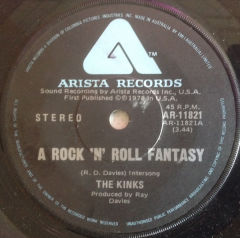 TM
ARISTA RECORDS
Sound Recording by Arista Records Inc., U.S.A.
First Published ℗ 1978 In U.S.A.
45 R.P.M.
STEREO
AR-11821
AR-11821A
(3.44)
A ROCK 'N' ROLL FANTASY
(R. D. Davies) Intersong
THE KINKS
Produced by Ray
Davies